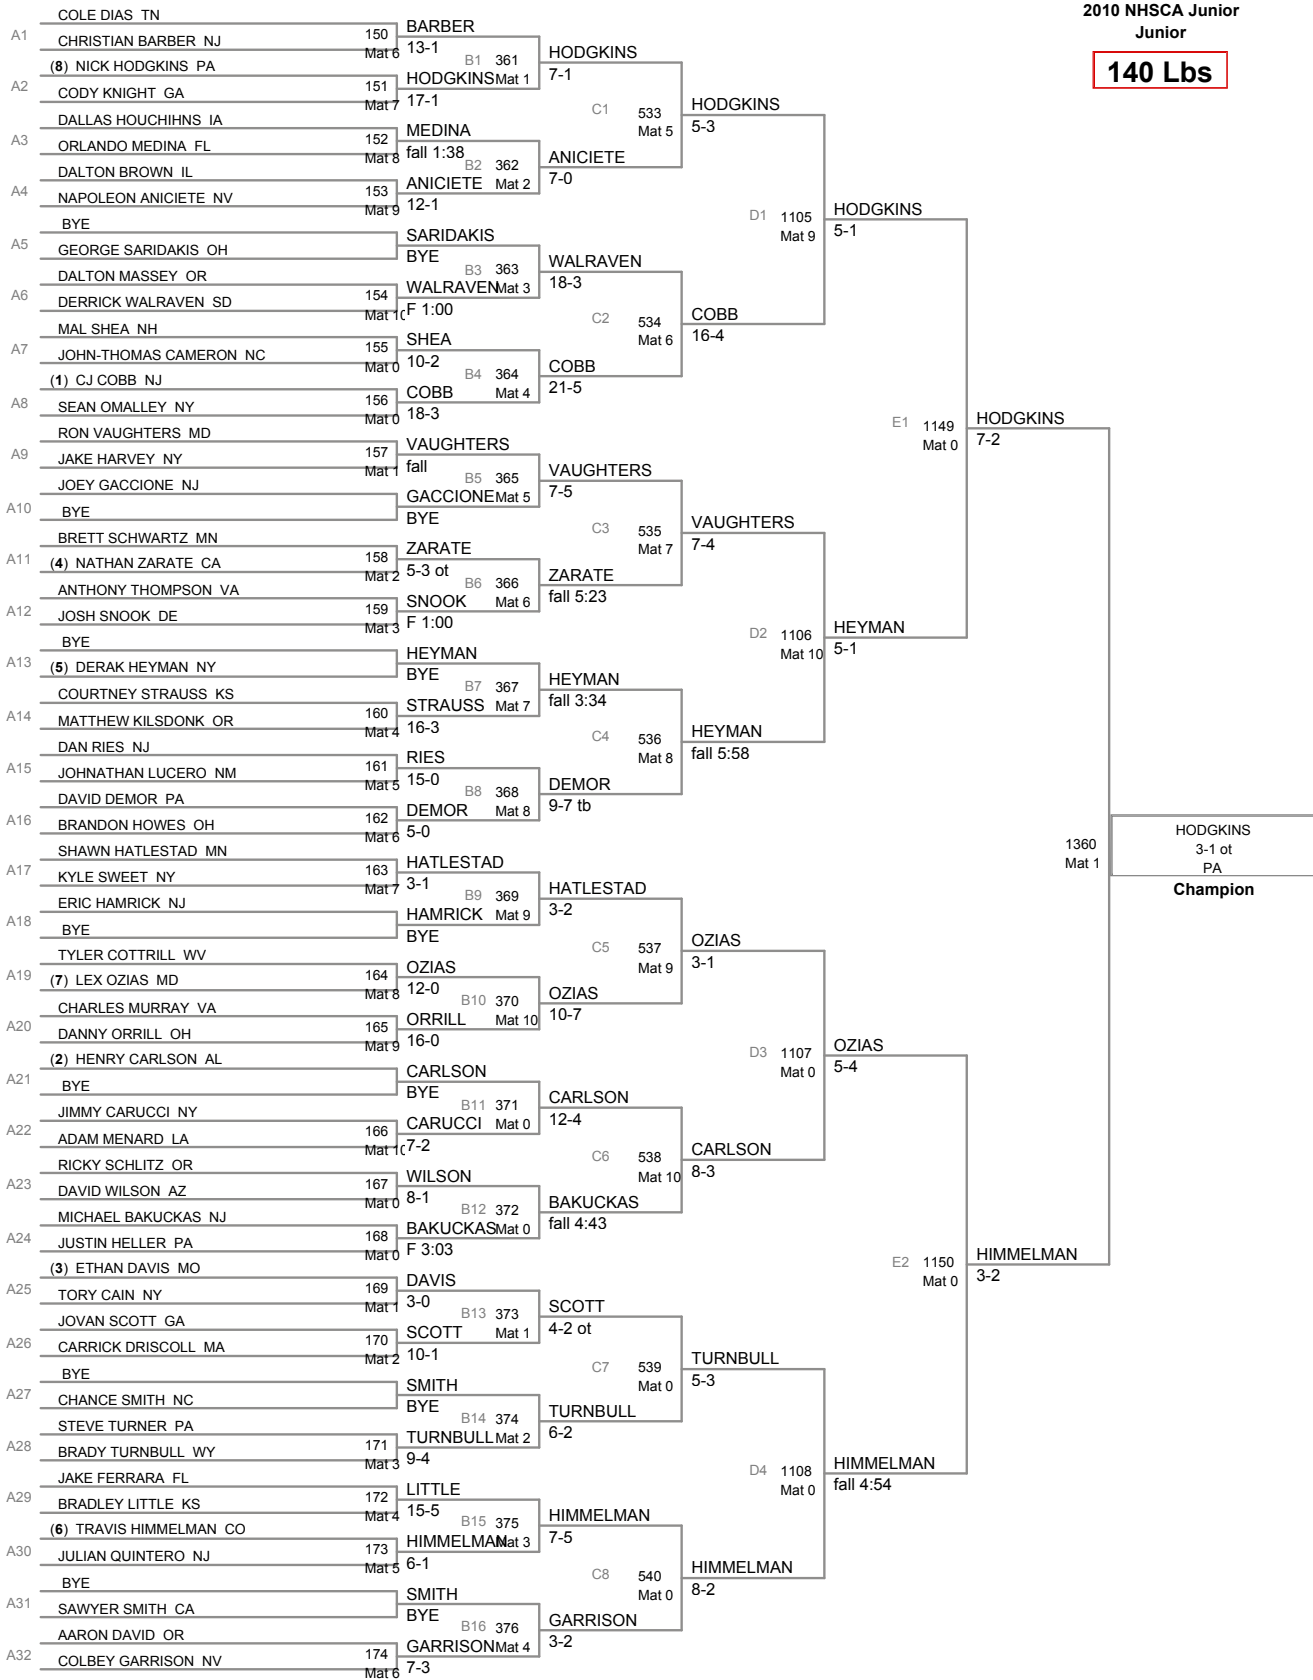 2010 NHSCA Junior
Junior
140 Lbs
COLE DIAS TN
A1
CHRISTIAN BARBER NJ
150
Mat 6
BARBER
13-1
(8) NICK HODGKINS PA
A2
CODY KNIGHT GA
151
Mat 7
HODGKINS
17-1
B1 361
Mat 1
HODGKINS
7-1
DALLAS HOUCHIHNS IA
A3
ORLANDO MEDINA FL
152
Mat 8
MEDINA
fall 1:38
DALTON BROWN IL
A4
NAPOLEON ANICIETE NV
153
Mat 9
ANICIETE
12-1
B2 362
Mat 2
ANICIETE
7-0
C1 533
Mat 5
HODGKINS
5-3
BYE
A5
GEORGE SARIDAKIS OH
SARIDAKIS
BYE
DALTON MASSEY OR
A6
DERRICK WALRAVEN SD
154
Mat 10
WALRAVEN
F 1:00
B3 363
Mat 3
WALRAVEN
18-3
MAL SHEA NH
A7
JOHN-THOMAS CAMERON NC
155
Mat 0
SHEA
10-2
(1) CJ COBB NJ
A8
SEAN OMALLEY NY
156
Mat 0
COBB
18-3
B4 364
Mat 4
COBB
21-5
C2 534
Mat 6
COBB
16-4
D1 1105
Mat 9
HODGKINS
5-1
RON VAUGHTERS MD
A9
JAKE HARVEY NY
157
Mat 1
VAUGHTERS
fall
JOEY GACCIONE NJ
A10
BYE
GACCIONE
BYE
B5 365
Mat 5
VAUGHTERS
7-5
BRETT SCHWARTZ MN
A11
(4) NATHAN ZARATE CA
158
Mat 2
ZARATE
5-3 ot
ANTHONY THOMPSON VA
A12
JOSH SNOOK DE
159
Mat 3
SNOOK
F 1:00
B6 366
Mat 6
ZARATE
fall 5:23
C3 535
Mat 7
VAUGHTERS
7-4
BYE
A13
(5) DERAK HEYMAN NY
HEYMAN
BYE
COURTNEY STRAUSS KS
A14
MATTHEW KILSDONK OR
160
Mat 4
STRAUSS
16-3
B7 367
Mat 7
HEYMAN
fall 3:34
DAN RIES NJ
A15
JOHNATHAN LUCERO NM
161
Mat 5
RIES
15-0
DAVID DEMOR PA
A16
BRANDON HOWES OH
162
Mat 6
DEMOR
5-0
B8 368
Mat 8
DEMOR
9-7 tb
C4 536
Mat 8
HEYMAN
fall 5:58
D2 1106
Mat 10
HEYMAN
5-1
E1 1149
Mat 0
HODGKINS
7-2
SHAWN HATLESTAD MN
A17
KYLE SWEET NY
163
Mat 7
HATLESTAD
3-1
ERIC HAMRICK NJ
A18
BYE
HAMRICK
BYE
B9 369
Mat 9
HATLESTAD
3-2
TYLER COTTRILL WV
A19
(7) LEX OZIAS MD
164
Mat 8
OZIAS
12-0
CHARLES MURRAY VA
A20
DANNY ORRILL OH
165
Mat 9
ORRILL
16-0
B10 370
Mat 10
OZIAS
10-7
C5 537
Mat 9
OZIAS
3-1
(2) HENRY CARLSON AL
A21
BYE
CARLSON
BYE
JIMMY CARUCCI NY
A22
ADAM MENARD LA
166
Mat 10
CARUCCI
7-2
B11 371
Mat 0
CARLSON
12-4
RICKY SCHLITZ OR
A23
DAVID WILSON AZ
167
Mat 0
WILSON
8-1
MICHAEL BAKUCKAS NJ
A24
JUSTIN HELLER PA
168
Mat 0
BAKUCKAS
F 3:03
B12 372
Mat 0
BAKUCKAS
fall 4:43
C6 538
Mat 10
CARLSON
8-3
D3 1107
Mat 0
OZIAS
5-4
(3) ETHAN DAVIS MO
A25
TORY CAIN NY
169
Mat 1
DAVIS
3-0
JOVAN SCOTT GA
A26
CARRICK DRISCOLL MA
170
Mat 2
SCOTT
10-1
B13 373
Mat 1
SCOTT
4-2 ot
BYE
A27
CHANCE SMITH NC
SMITH
BYE
STEVE TURNER PA
A28
BRADY TURNBULL WY
171
Mat 3
TURNBULL
9-4
B14 374
Mat 2
TURNBULL
6-2
C7 539
Mat 0
TURNBULL
5-3
JAKE FERRARA FL
A29
BRADLEY LITTLE KS
172
Mat 4
LITTLE
15-5
(6) TRAVIS HIMMELMAN CO
A30
JULIAN QUINTERO NJ
173
Mat 5
HIMMELMAN
6-1
B15 375
Mat 3
HIMMELMAN
7-5
BYE
A31
SAWYER SMITH CA
SMITH
BYE
AARON DAVID OR
A32
COLBEY GARRISON NV
174
Mat 6
GARRISON
7-3
B16 376
Mat 4
GARRISON
3-2
C8 540
Mat 0
HIMMELMAN
8-2
D4 1108
Mat 0
HIMMELMAN
fall 4:54
E2 1150
Mat 0
HIMMELMAN
3-2
1360
Mat 1
HODGKINS
3-1 ot
PA
Champion